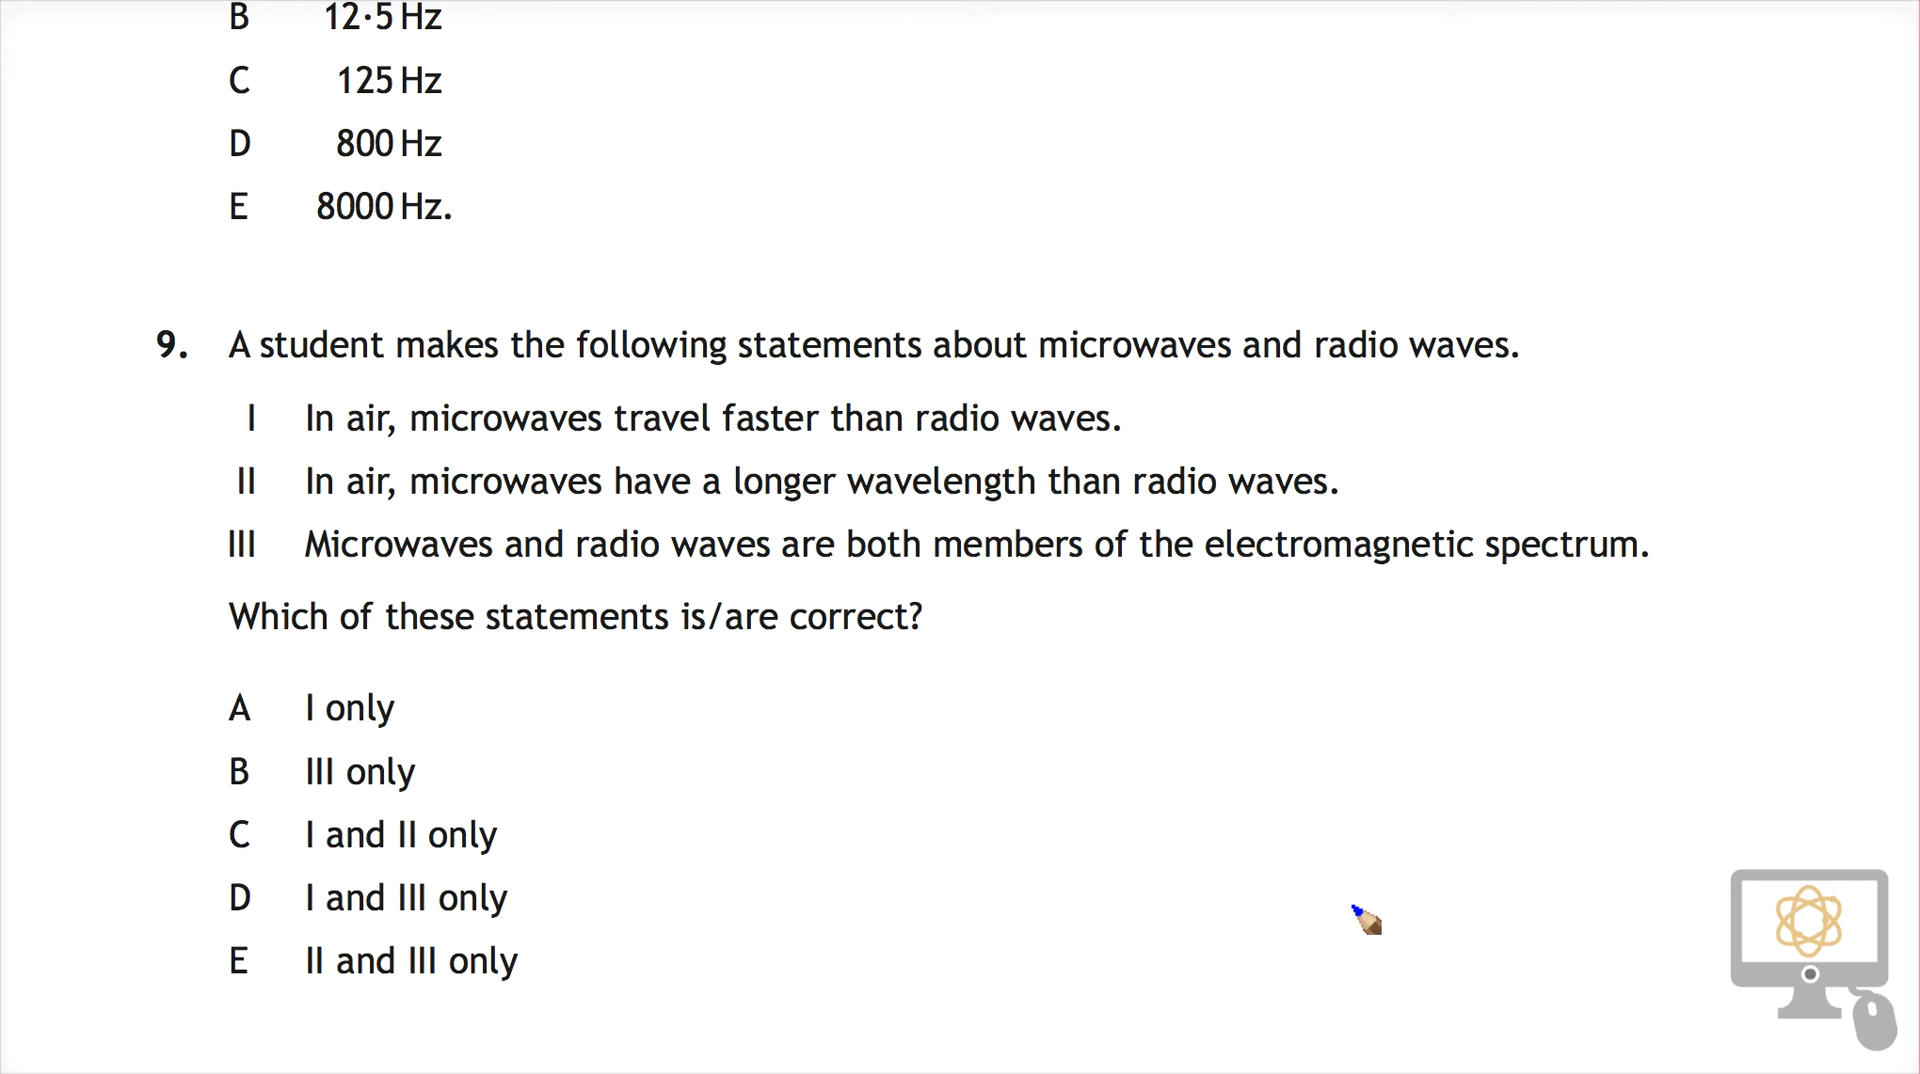 B 12·5 Hz
C 125 Hz
D 800 Hz
E 8000 Hz.
9. A student makes the following statements about microwaves and radio waves.
I In air, microwaves travel faster than radio waves.
II In air, microwaves have a longer wavelength than radio waves.
III Microwaves and radio waves are both members of the electromagnetic spectrum.
Which of these statements is/are correct?
A I only
B III only
C I and II only
D I and III only
E II and III only